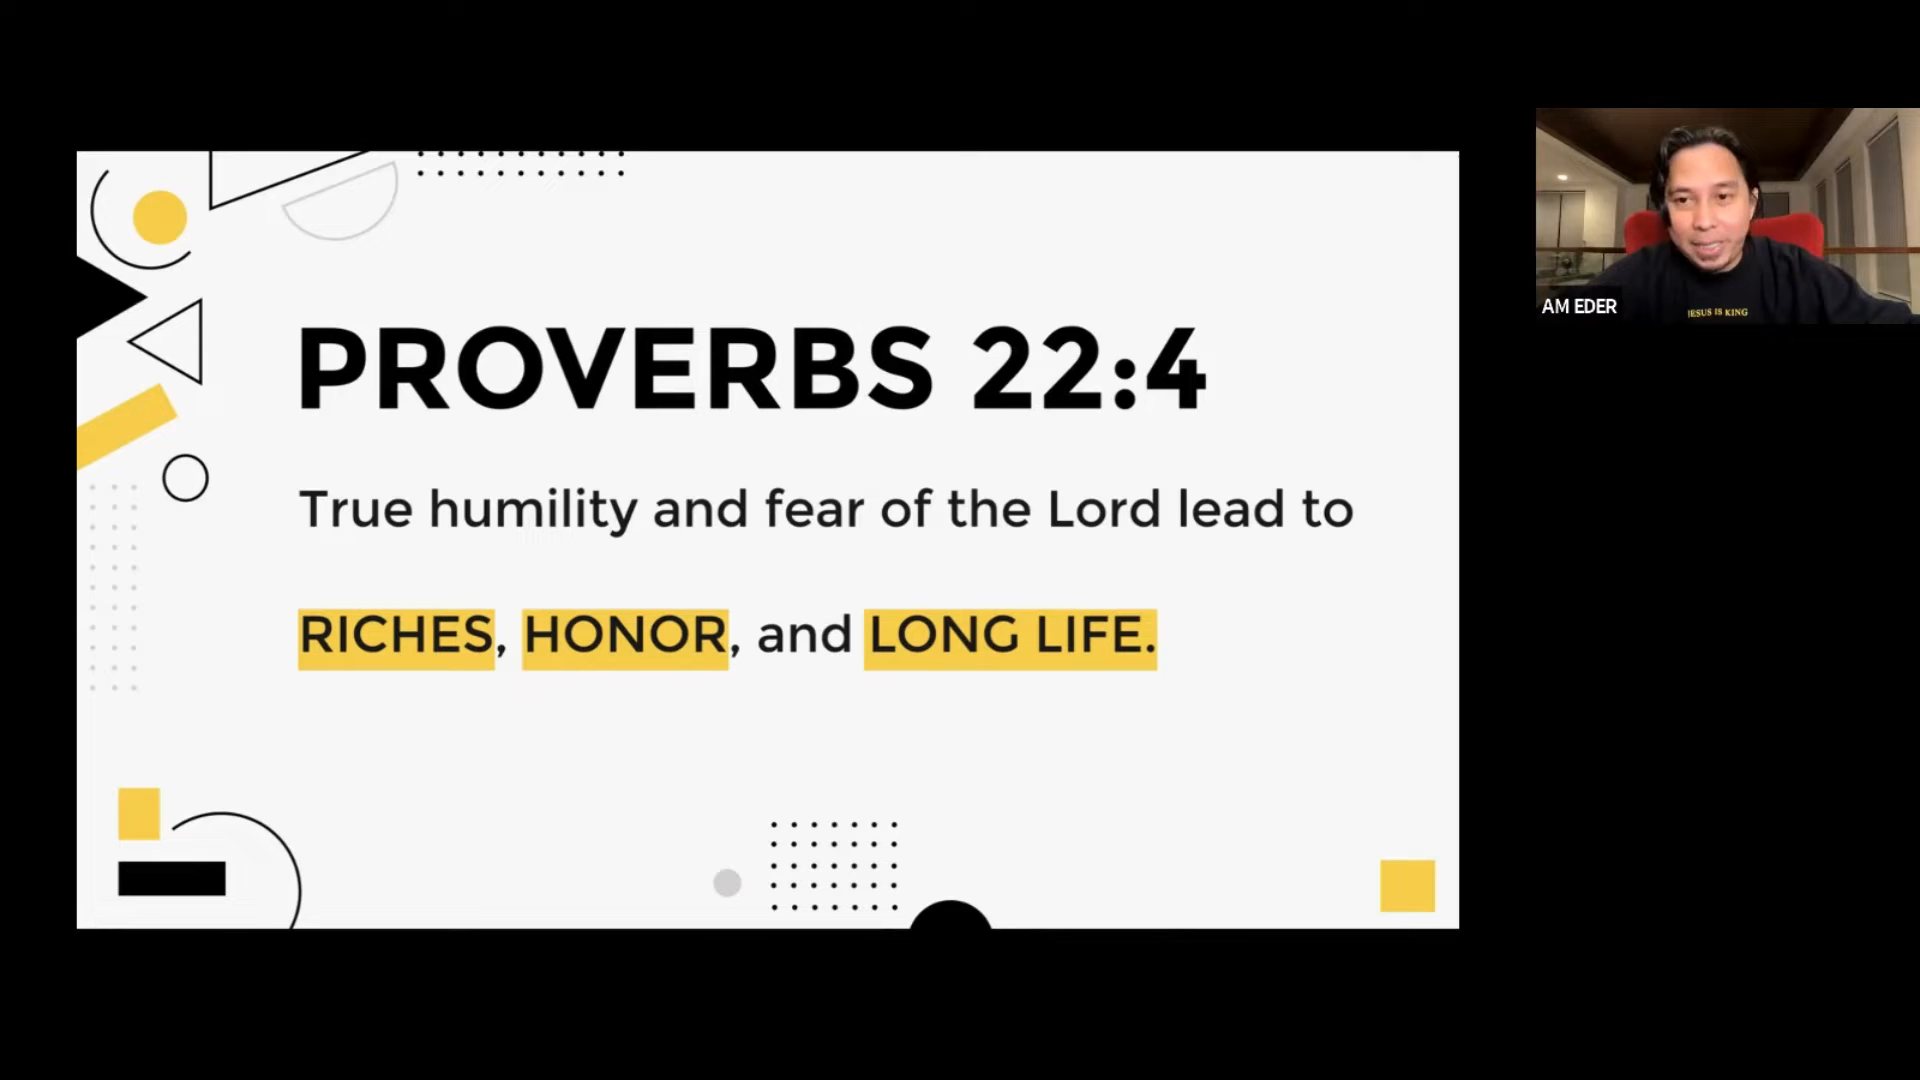 PROVERBS 22:4
True humility and fear of the Lord lead to
RICHES, HONOR, and LONG LIFE.
AM EDER
JESUS IS KING